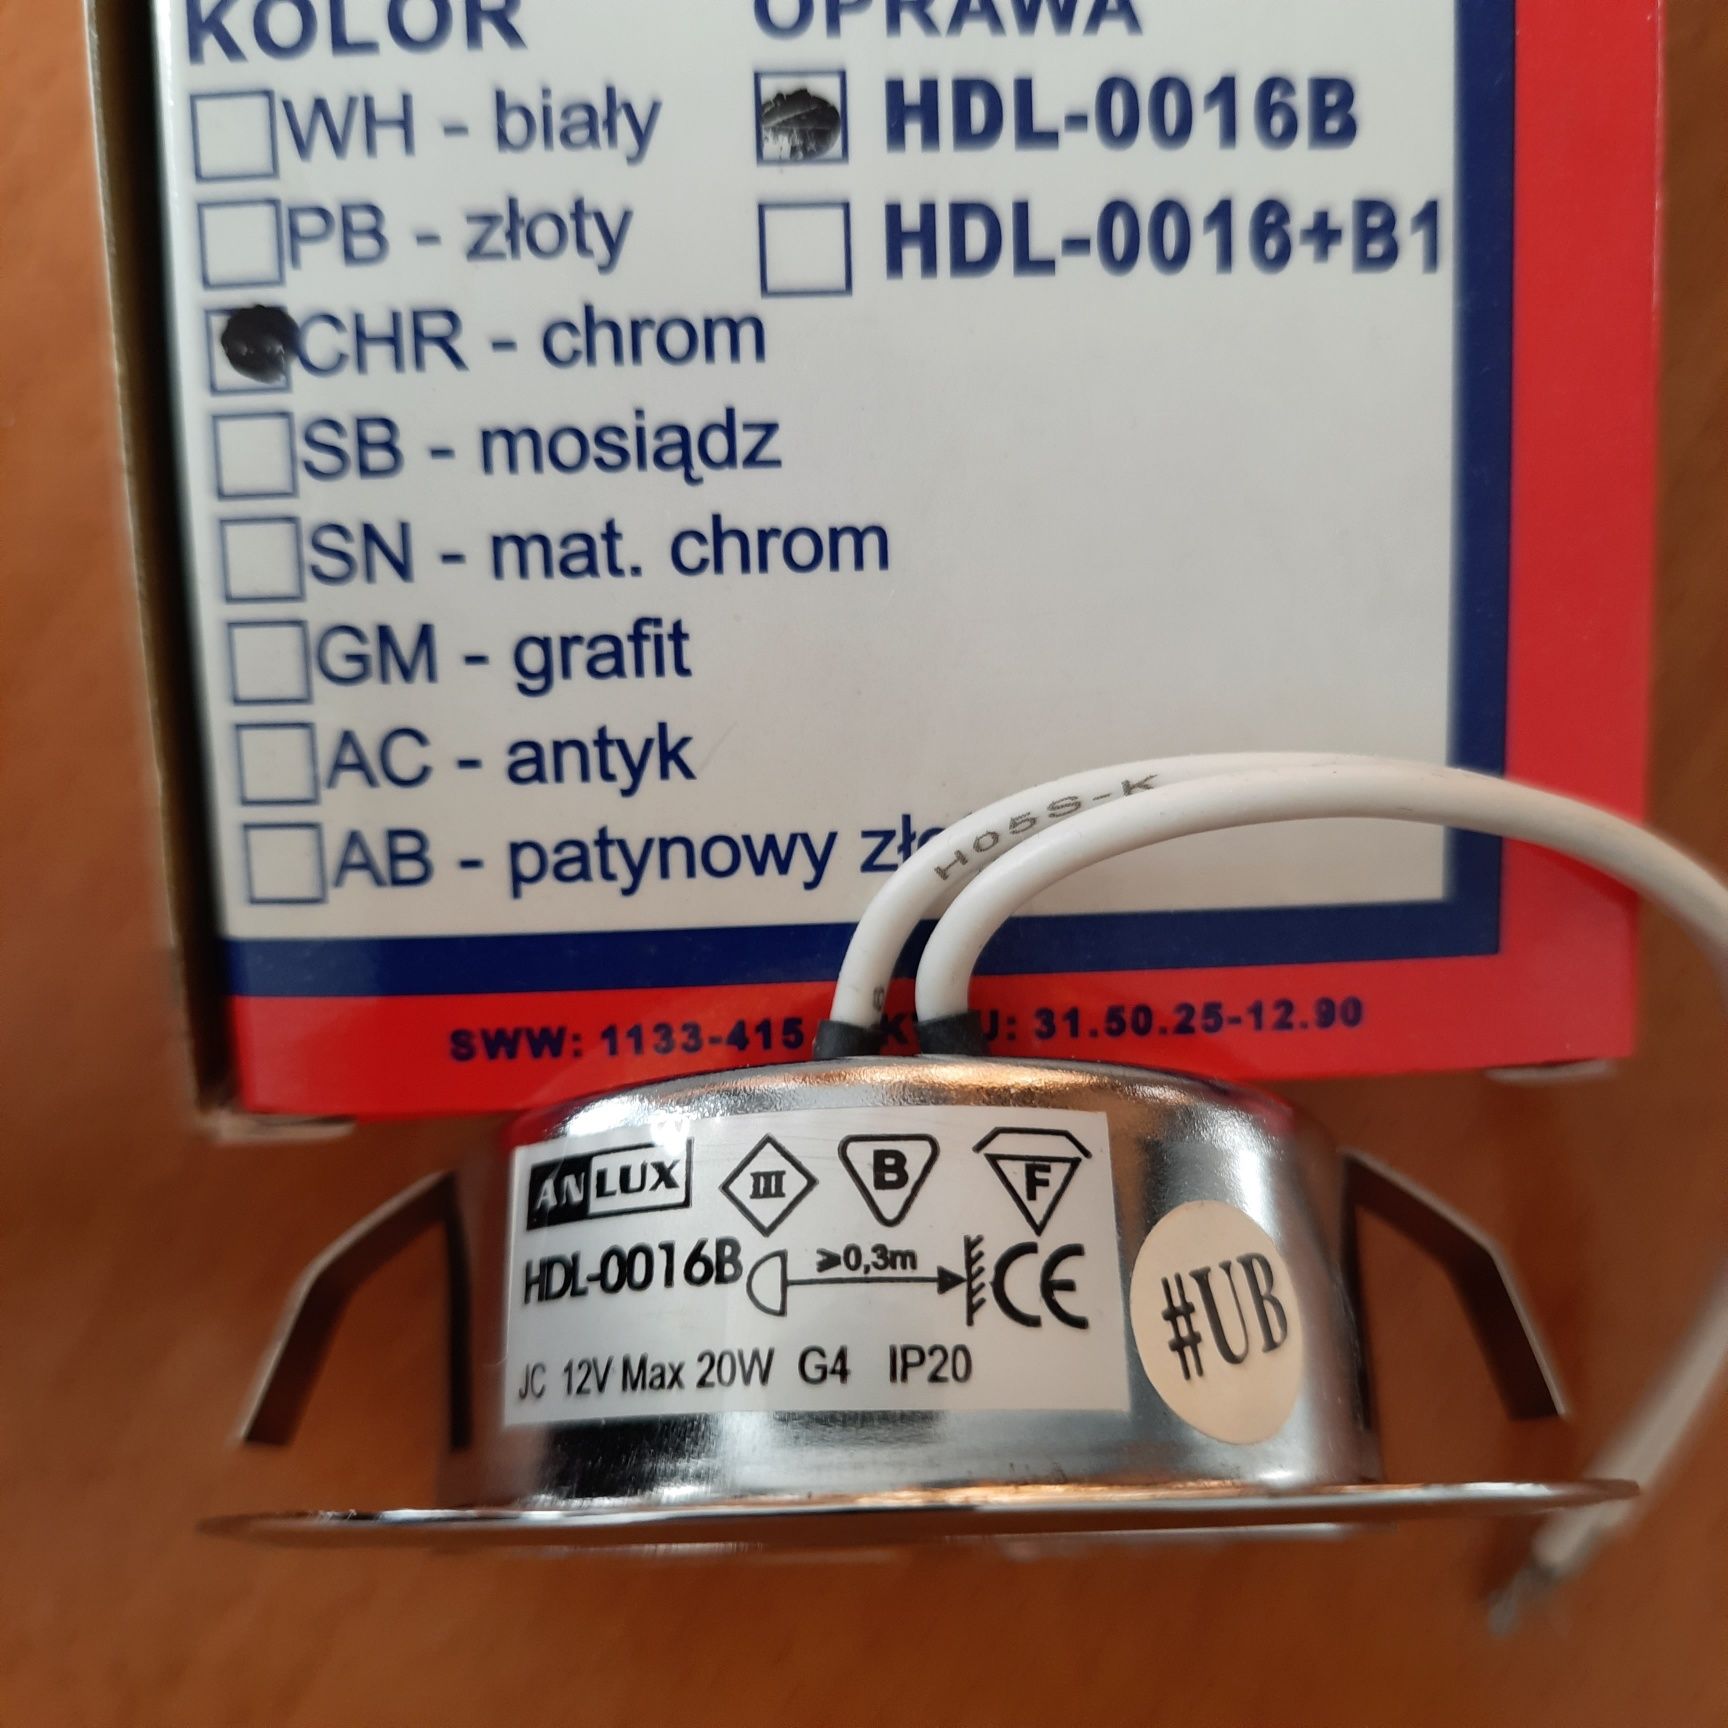 KOLOR OPRAWA
WH - biały HDL-0016B
PB - złoty HDL-0016+B1
CHR - chrom
SB - mosiądz
SN - mat. chrom
GM - grafit
AC - antyk
AB - patynowy
H05S-K
SWW: 1133-415 U: 31.50.25-12.90
ANLUX III B F
HDL-0016B ≥0,3m CE
#UB
JC 12V Max 20W G4 IP20